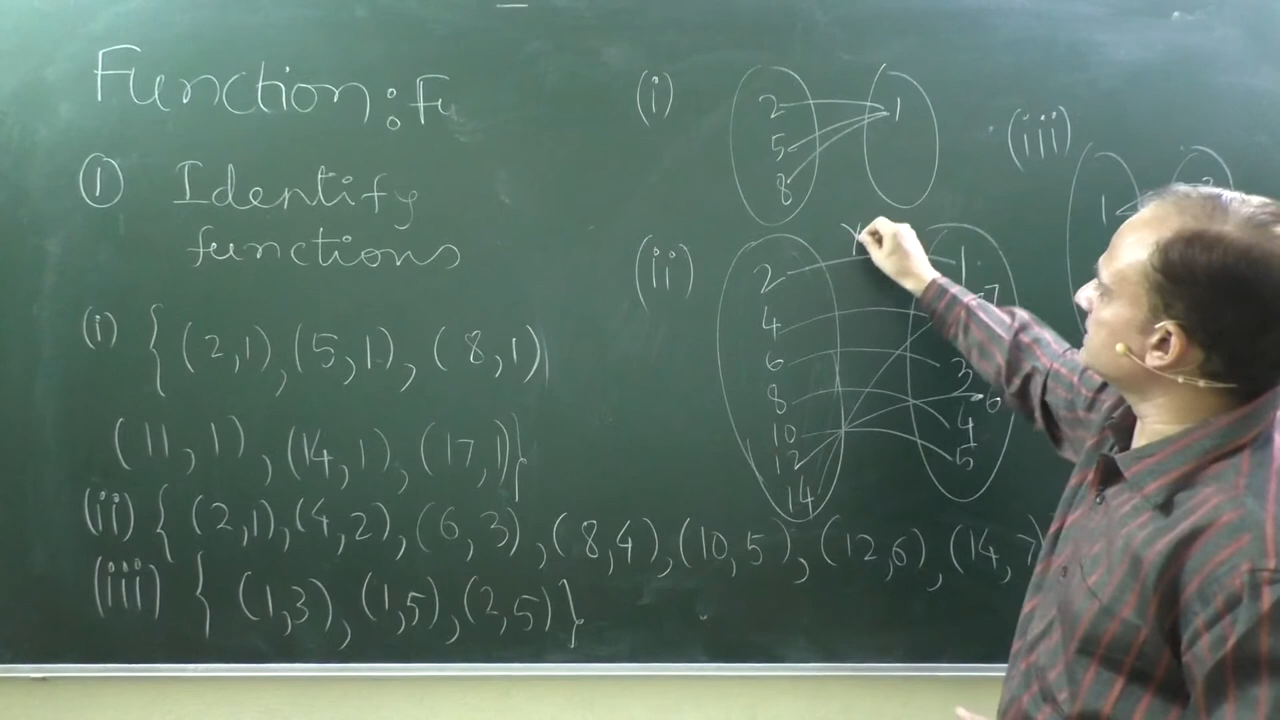 Function: Fu
① Identify
functions
(i) { (2,1), (5,1), (8,1)
(11,1), (14,1), (17,1)}
(ii) { (2,1), (4,2), (6,3), (8,4), (10,5), (12,6), (14,7)
(iii) { (1,3), (1,5), (2,5)}
(i)
2 1
5
8
(ii)
2 1
4 7
6 3
8 6
10 4
12 5
14
(iii)
1